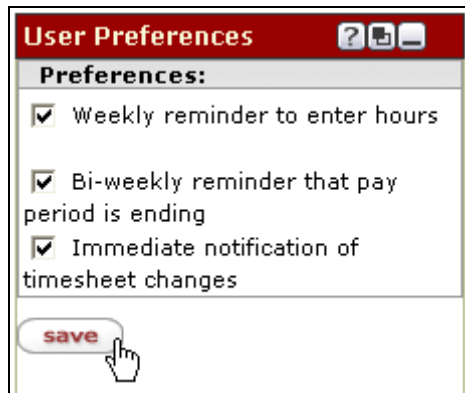 User Preferences ?
Preferences:
Weekly reminder to enter hours
Bi-weekly reminder that pay
period is ending
Immediate notification of
timesheet changes
save